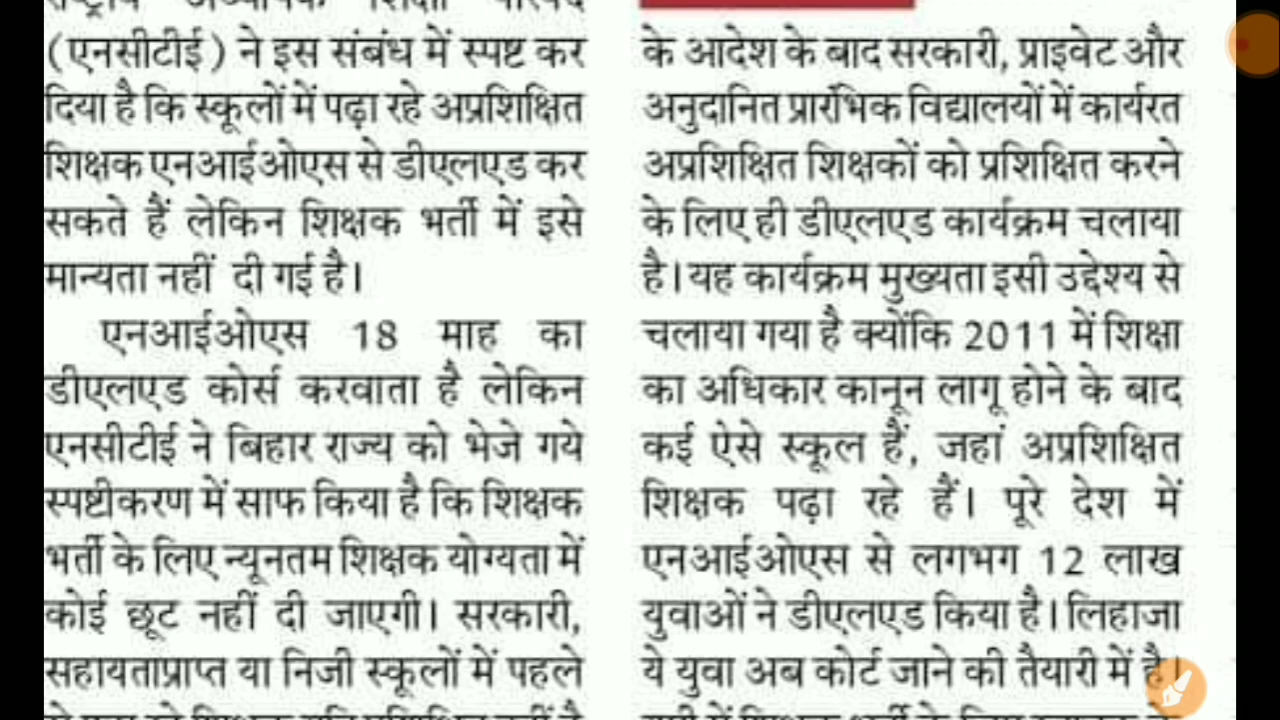 (एनसीटीई) ने इस संबंध में स्पष्ट कर
दिया है कि स्कूलों में पढ़ा रहे अप्रशिक्षित
शिक्षक एनआईओएस से डीएलएड कर
सकते हैं लेकिन शिक्षक भर्ती में इसे
मान्यता नहीं दी गई है।
एनआईओएस 18 माह का
डीएलएड कोर्स करवाता है लेकिन
एनसीटीई ने बिहार राज्य को भेजे गये
स्पष्टीकरण में साफ किया है कि शिक्षक
भर्ती के लिए न्यूनतम शिक्षक योग्यता में
कोई छूट नहीं दी जाएगी। सरकारी,
सहायताप्राप्त या निजी स्कूलों में पहले
के आदेश के बाद सरकारी, प्राइवेट और
अनुदानित प्रारंभिक विद्यालयों में कार्यरत
अप्रशिक्षित शिक्षकों को प्रशिक्षित करने
के लिए ही डीएलएड कार्यक्रम चलाया
है। यह कार्यक्रम मुख्यता इसी उद्देश्य से
चलाया गया है क्योंकि 2011 में शिक्षा
का अधिकार कानून लागू होने के बाद
कई ऐसे स्कूल हैं, जहां अप्रशिक्षित
शिक्षक पढ़ा रहे हैं। पूरे देश में
एनआईओएस से लगभग 12 लाख
युवाओं ने डीएलएड किया है। लिहाजा
ये युवा अब कोर्ट जाने की तैयारी में है।